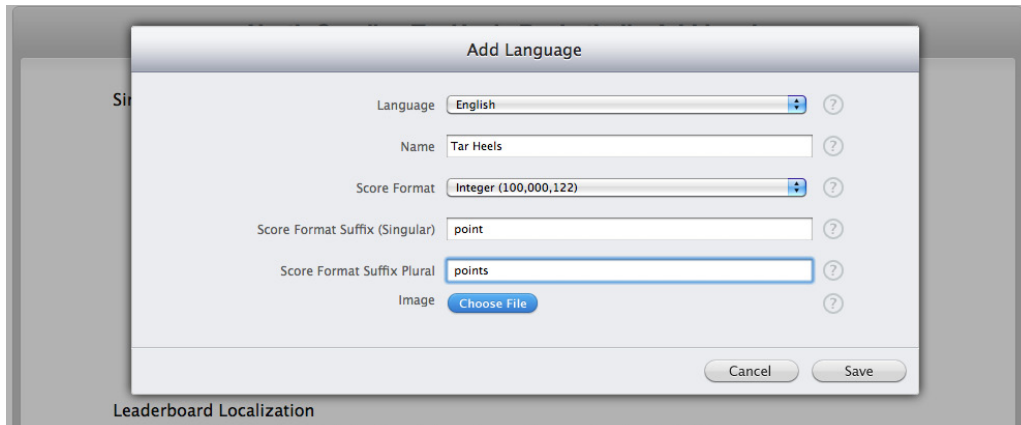 Add Language
Sin
Language English ?
Name Tar Heels ?
Score Format Integer (100,000,122) ?
Score Format Suffix (Singular) point ?
Score Format Suffix Plural points ?
Image Choose File ?
Cancel Save
Leaderboard Localization